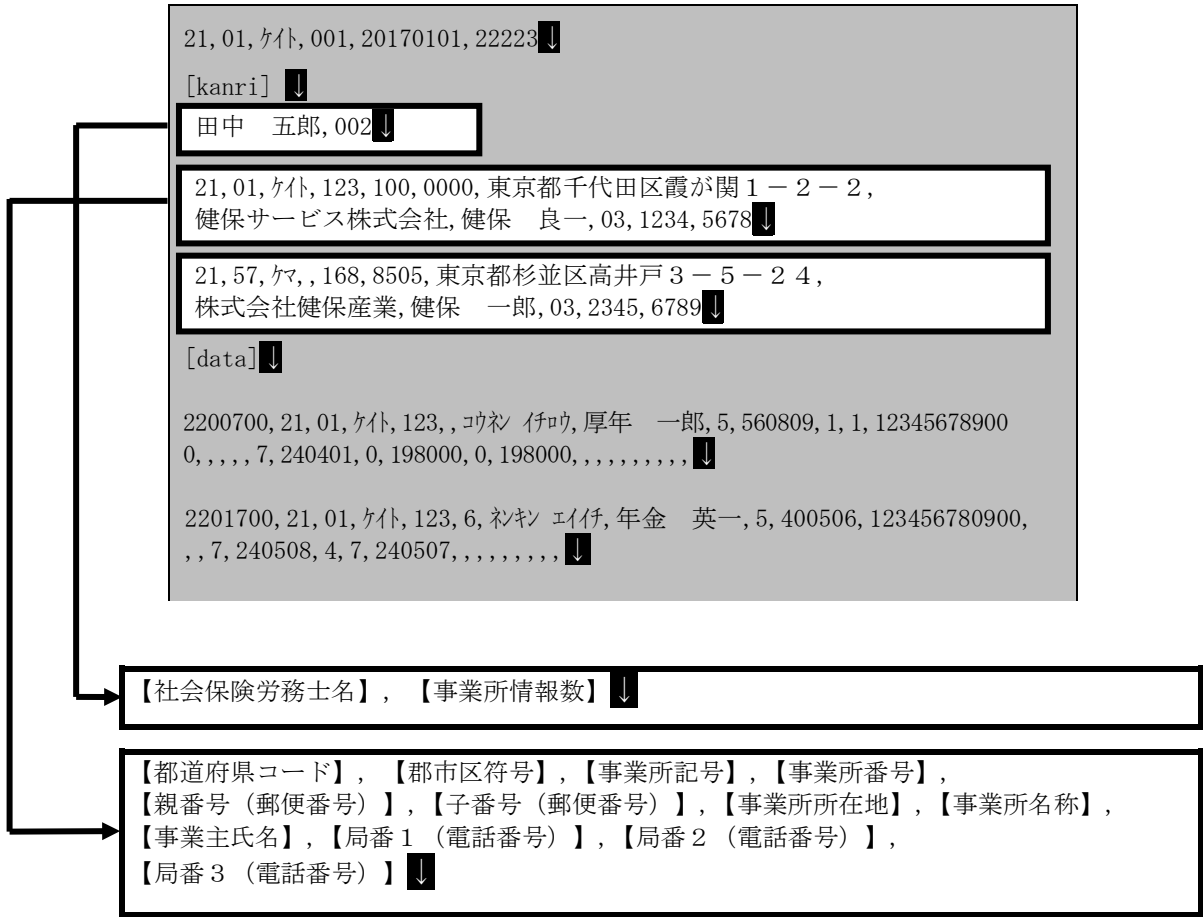 21,01,ｹｲﾄ,001,20170101,22223↓
[kanri] ↓
田中　五郎,002↓
21,01,ｹｲﾄ,123,100,0000,東京都千代田区霞が関１－２－２,
健保サービス株式会社,健保　良一,03,1234,5678↓
21,57,ｹﾏ,,168,8505,東京都杉並区高井戸３－５－２４,
株式会社健保産業,健保　一郎,03,2345,6789↓
[data]↓
2200700,21,01,ｹｲﾄ,123,,ｺｳﾈﾝ ｲﾁﾛｳ,厚年　一郎,5,560809,1,1,12345678900
0,,,,,7,240401,0,198000,0,198000,,,,,,,,,,↓
2201700,21,01,ｹｲﾄ,123,6,ﾈﾝｷﾝ ｴｲｲﾁ,年金　英一,5,400506,123456780900,
,,7,240508,4,7,240507,,,,,,,,,↓
【社会保険労務士名】, 【事業所情報数】↓
【都道府県コード】, 【郡市区符号】,【事業所記号】,【事業所番号】,
【親番号（郵便番号）】,【子番号（郵便番号）】,【事業所所在地】,【事業所名称】,
【事業主氏名】,【局番１（電話番号）】,【局番２（電話番号）】,
【局番３（電話番号）】↓